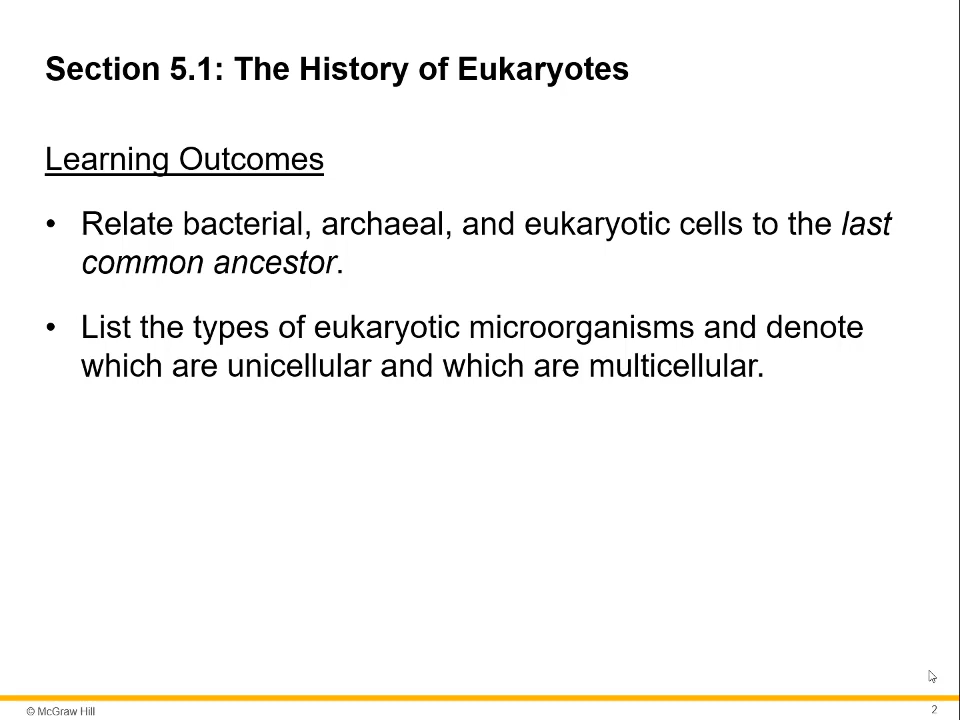 Section 5.1: The History of Eukaryotes
Learning Outcomes
• Relate bacterial, archaeal, and eukaryotic cells to the last
common ancestor.
• List the types of eukaryotic microorganisms and denote
which are unicellular and which are multicellular.
© McGraw Hill
2